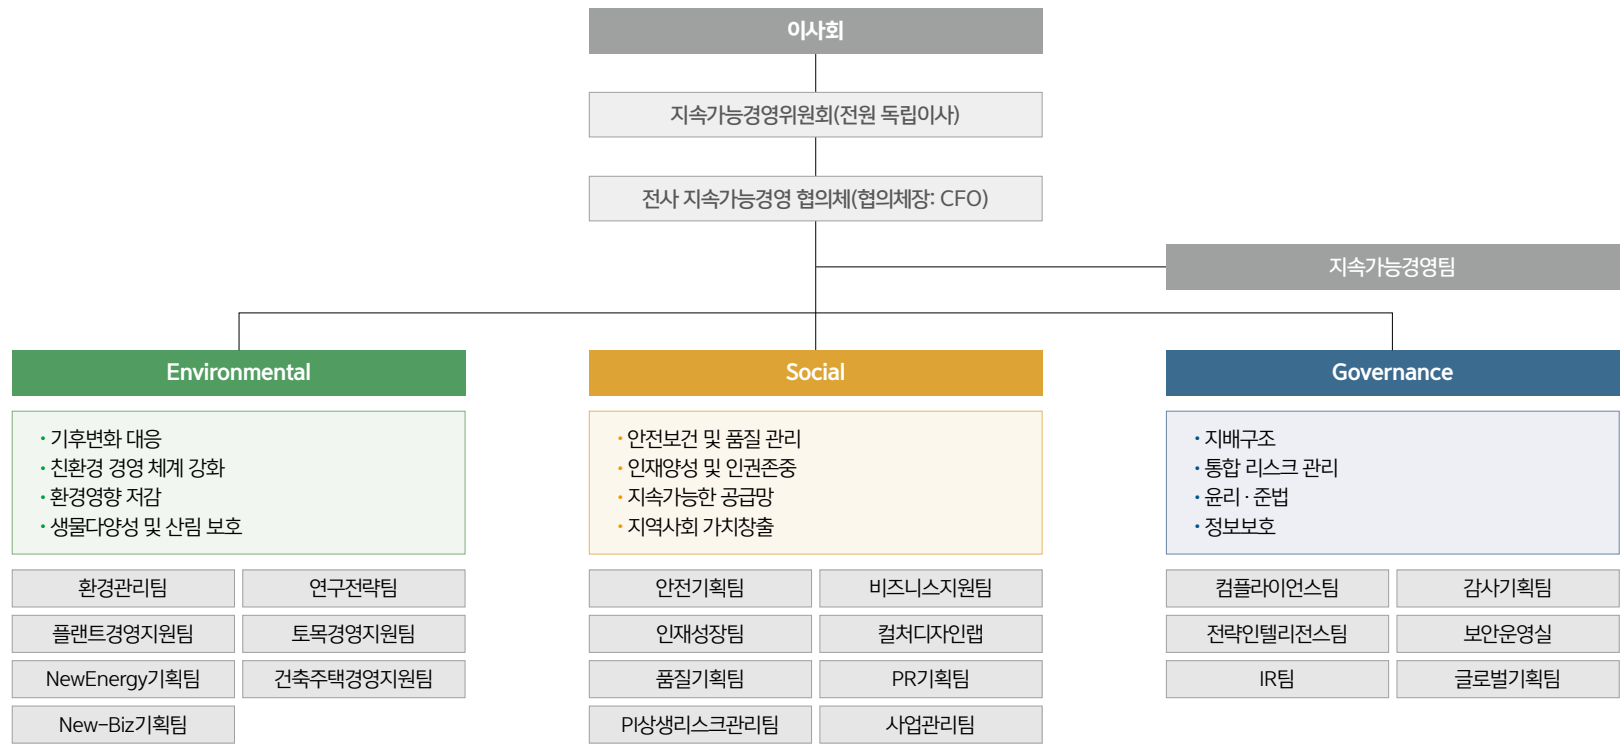 이사회
지속가능경영위원회(전원 독립이사)
전사 지속가능경영 협의체(협의체장: CFO)
지속가능경영팀
Environmental
· 기후변화 대응
· 친환경 경영 체계 강화
· 환경영향 저감
· 생물다양성 및 산림 보호
환경관리팀
연구전략팀
플랜트경영지원팀
토목경영지원팀
NewEnergy기획팀
건축주택경영지원팀
New-Biz기획팀
Social
· 안전보건 및 품질 관리
· 인재양성 및 인권존중
· 지속가능한 공급망
· 지역사회 가치창출
안전기획팀
비즈니스지원팀
인재성장팀
컬처디자인랩
품질기획팀
PR기획팀
PI상생리스크관리팀
사업관리팀
Governance
· 지배구조
· 통합 리스크 관리
· 윤리 · 준법
· 정보보호
컴플라이언스팀
감사기획팀
전략인텔리전스팀
보안운영실
IR팀
글로벌기획팀